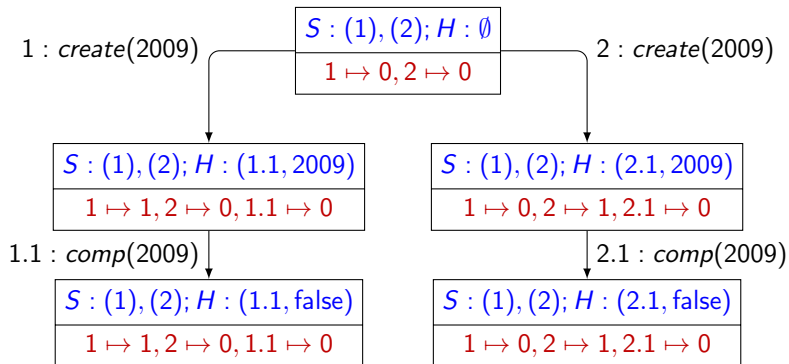 S : (1), (2); H : ∅
1 ↦ 0, 2 ↦ 0
1 : create(2009)
2 : create(2009)
S : (1), (2); H : (1.1, 2009)
1 ↦ 1, 2 ↦ 0, 1.1 ↦ 0
S : (1), (2); H : (2.1, 2009)
1 ↦ 0, 2 ↦ 1, 2.1 ↦ 0
1.1 : comp(2009)
2.1 : comp(2009)
S : (1), (2); H : (1.1, false)
1 ↦ 1, 2 ↦ 0, 1.1 ↦ 0
S : (1), (2); H : (2.1, false)
1 ↦ 0, 2 ↦ 1, 2.1 ↦ 0